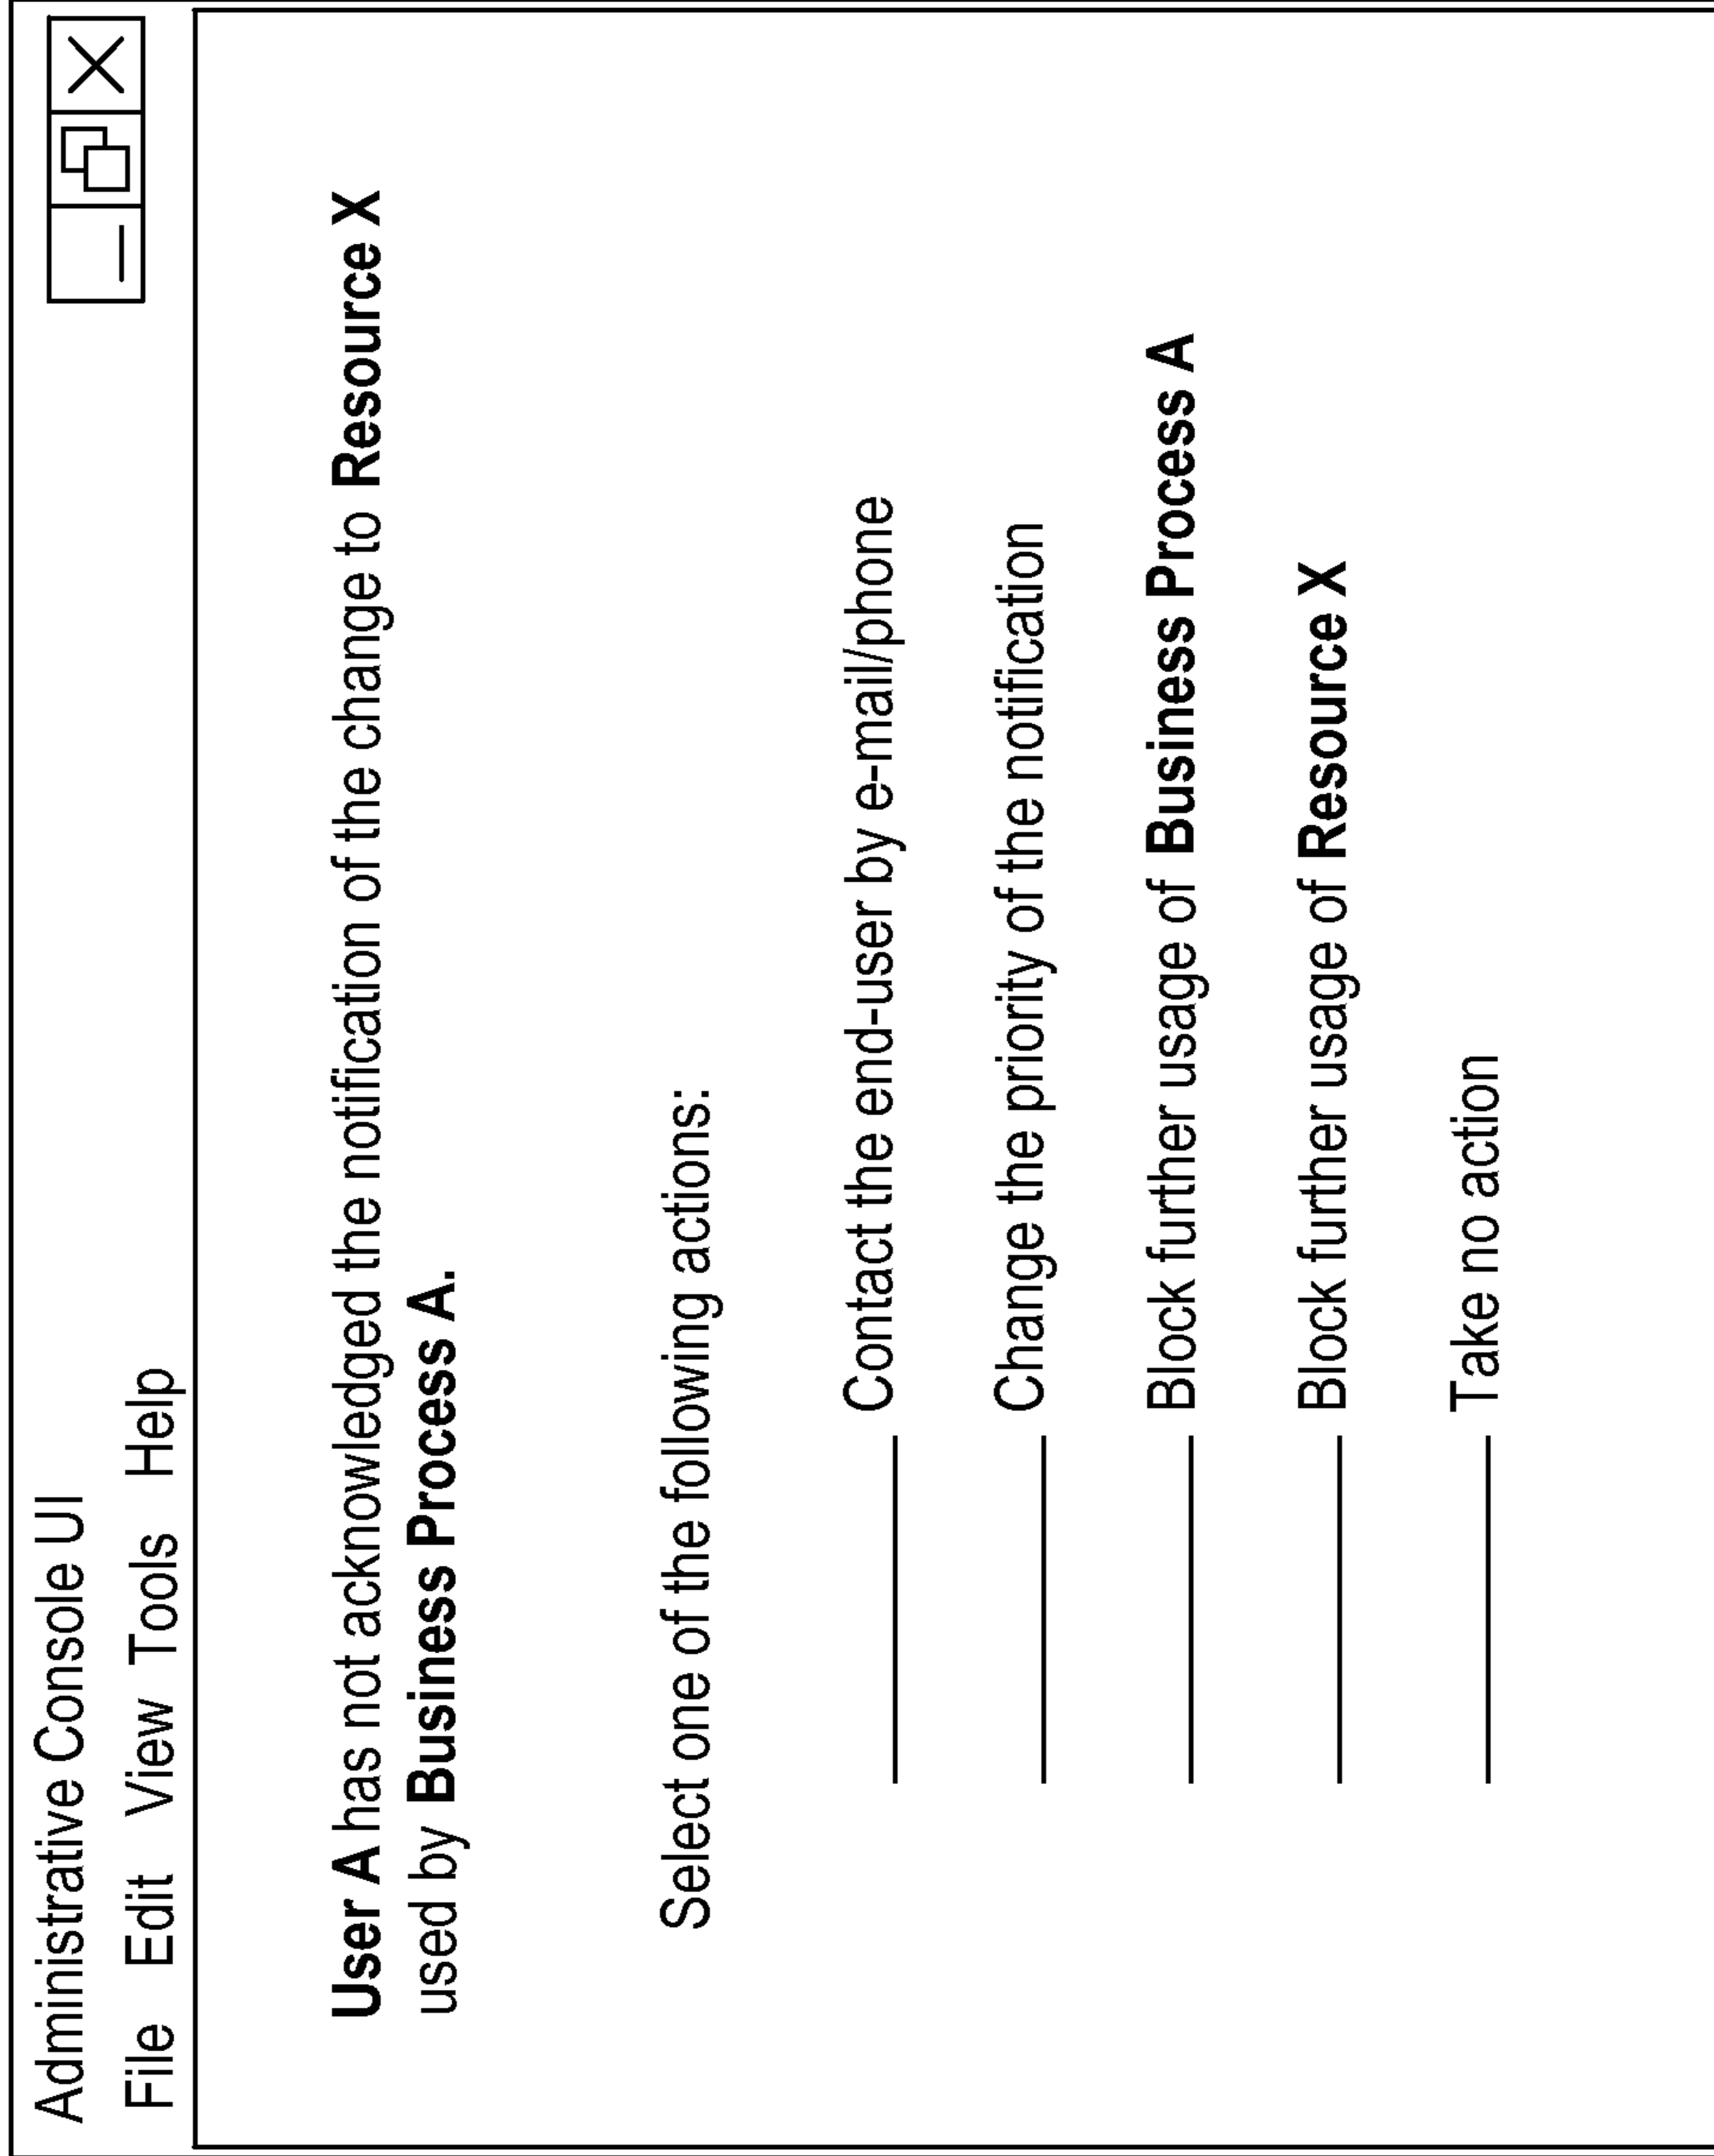 Administrative Console UI
File Edit View Tools Help
User A has not acknowledged the notification of the change to Resource X
used by Business Process A.
Select one of the following actions:
Contact the end-user by e-mail/phone
Change the priority of the notification
Block further usage of Business Process A
Block further usage of Resource X
Take no action